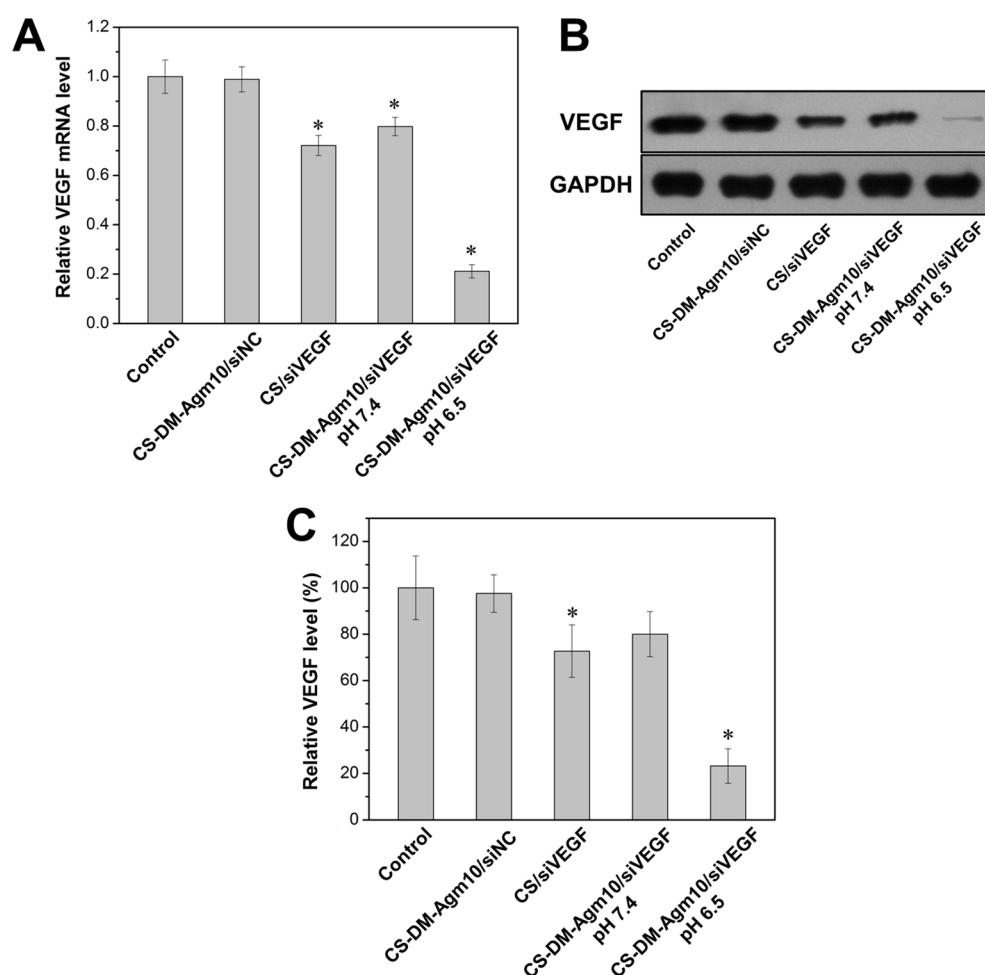 A
Relative VEGF mRNA level
1.2
1.0
0.8
0.6
0.4
0.2
0.0
*
*
*
Control
CS-DM-Agm10/siNC
CS/siVEGF
CS-DM-Agm10/siVEGF
pH 7.4
CS-DM-Agm10/siVEGF
pH 6.5
B
VEGF
GAPDH
Control
CS-DM-Agm10/siNC
CS/siVEGF
CS-DM-Agm10/siVEGF
pH 7.4
CS-DM-Agm10/siVEGF
pH 6.5
C
Relative VEGF level (%)
120
100
80
60
40
20
0
*
*
Control
CS-DM-Agm10/siNC
CS/siVEGF
CS-DM-Agm10/siVEGF
pH 7.4
CS-DM-Agm10/siVEGF
pH 6.5